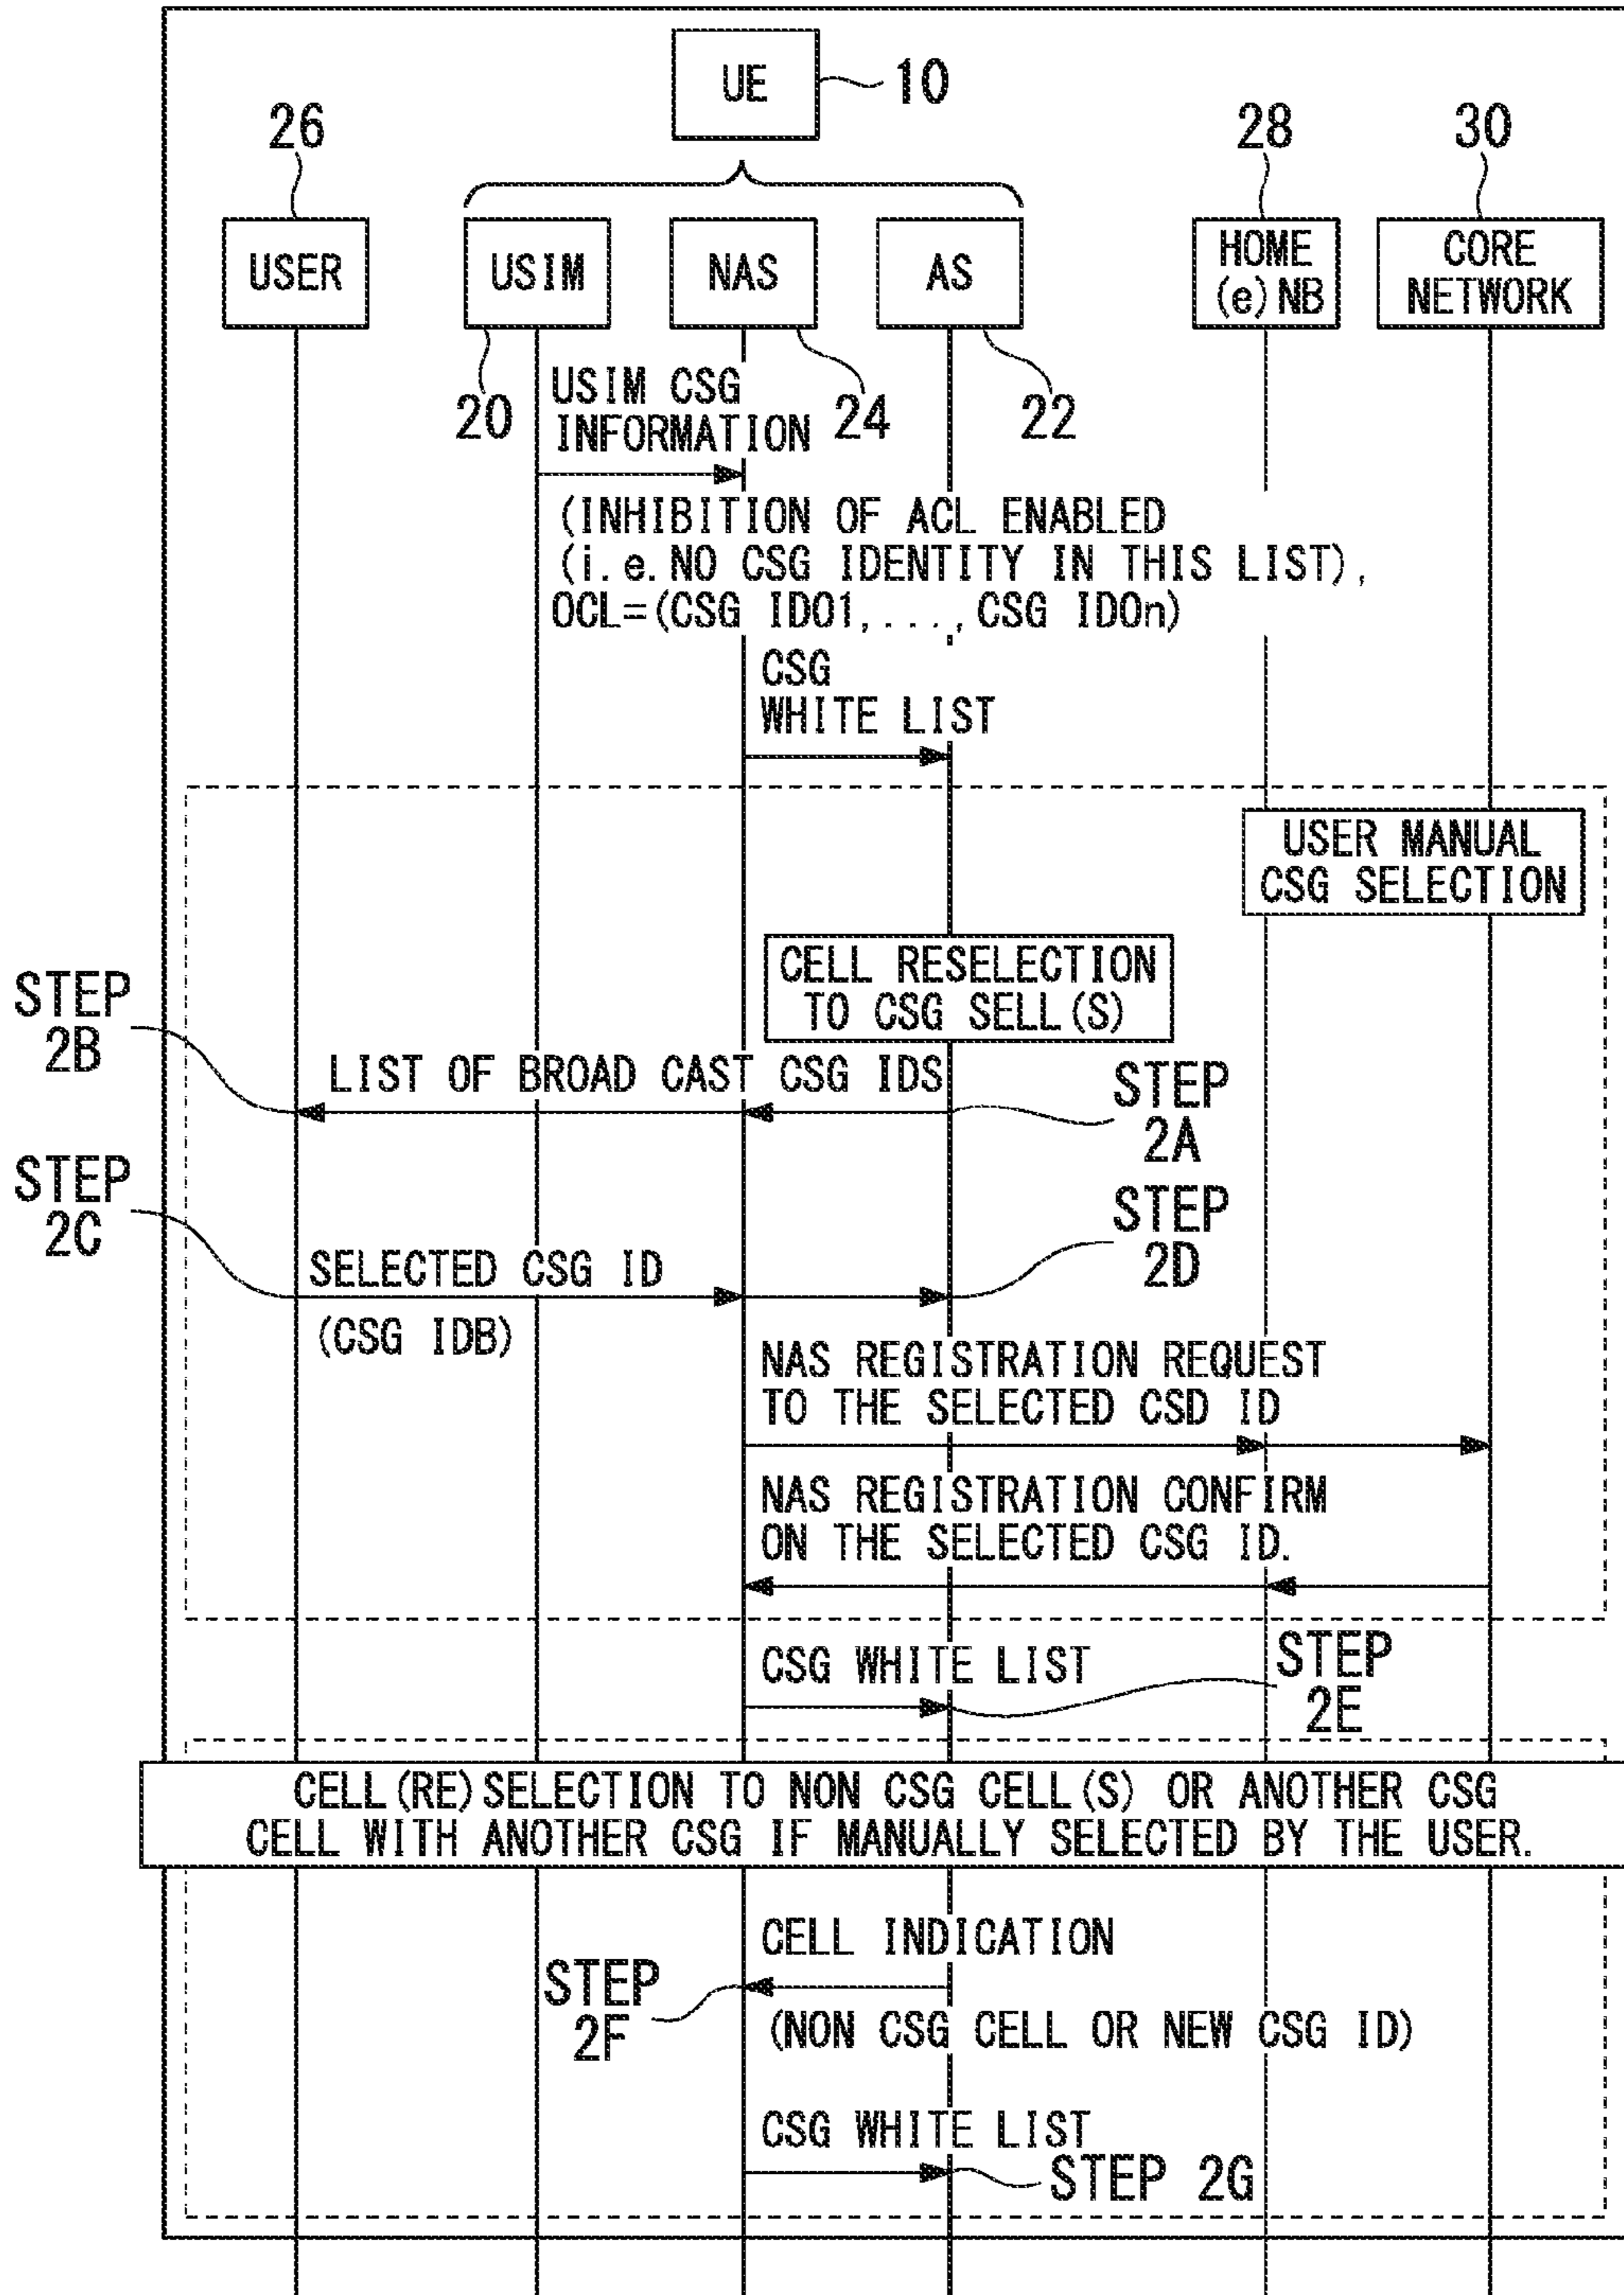 UE
10
26
28
30
USER
USIM
NAS
AS
HOME
(e)NB
CORE
NETWORK
20
24
22
USIM CSG
INFORMATION
(INHIBITION OF ACL ENABLED
(i.e.NO CSG IDENTITY IN THIS LIST),
OCL=(CSG ID01,....,CSG ID0n)
CSG
WHITE LIST
USER MANUAL
CSG SELECTION
CELL RESELECTION
TO CSG SELL(S)
STEP
2B
LIST OF BROAD CAST CSG IDS
STEP
2A
STEP
2C
SELECTED CSG ID
(CSG IDB)
STEP
2D
NAS REGISTRATION REQUEST
TO THE SELECTED CSD ID
NAS REGISTRATION CONFIRM
ON THE SELECTED CSG ID.
CSG WHITE LIST
STEP
2E
CELL(RE)SELECTION TO NON CSG CELL(S) OR ANOTHER CSG
CELL WITH ANOTHER CSG IF MANUALLY SELECTED BY THE USER.
CELL INDICATION
STEP
2F
(NON CSG CELL OR NEW CSG ID)
CSG WHITE LIST
STEP 2G